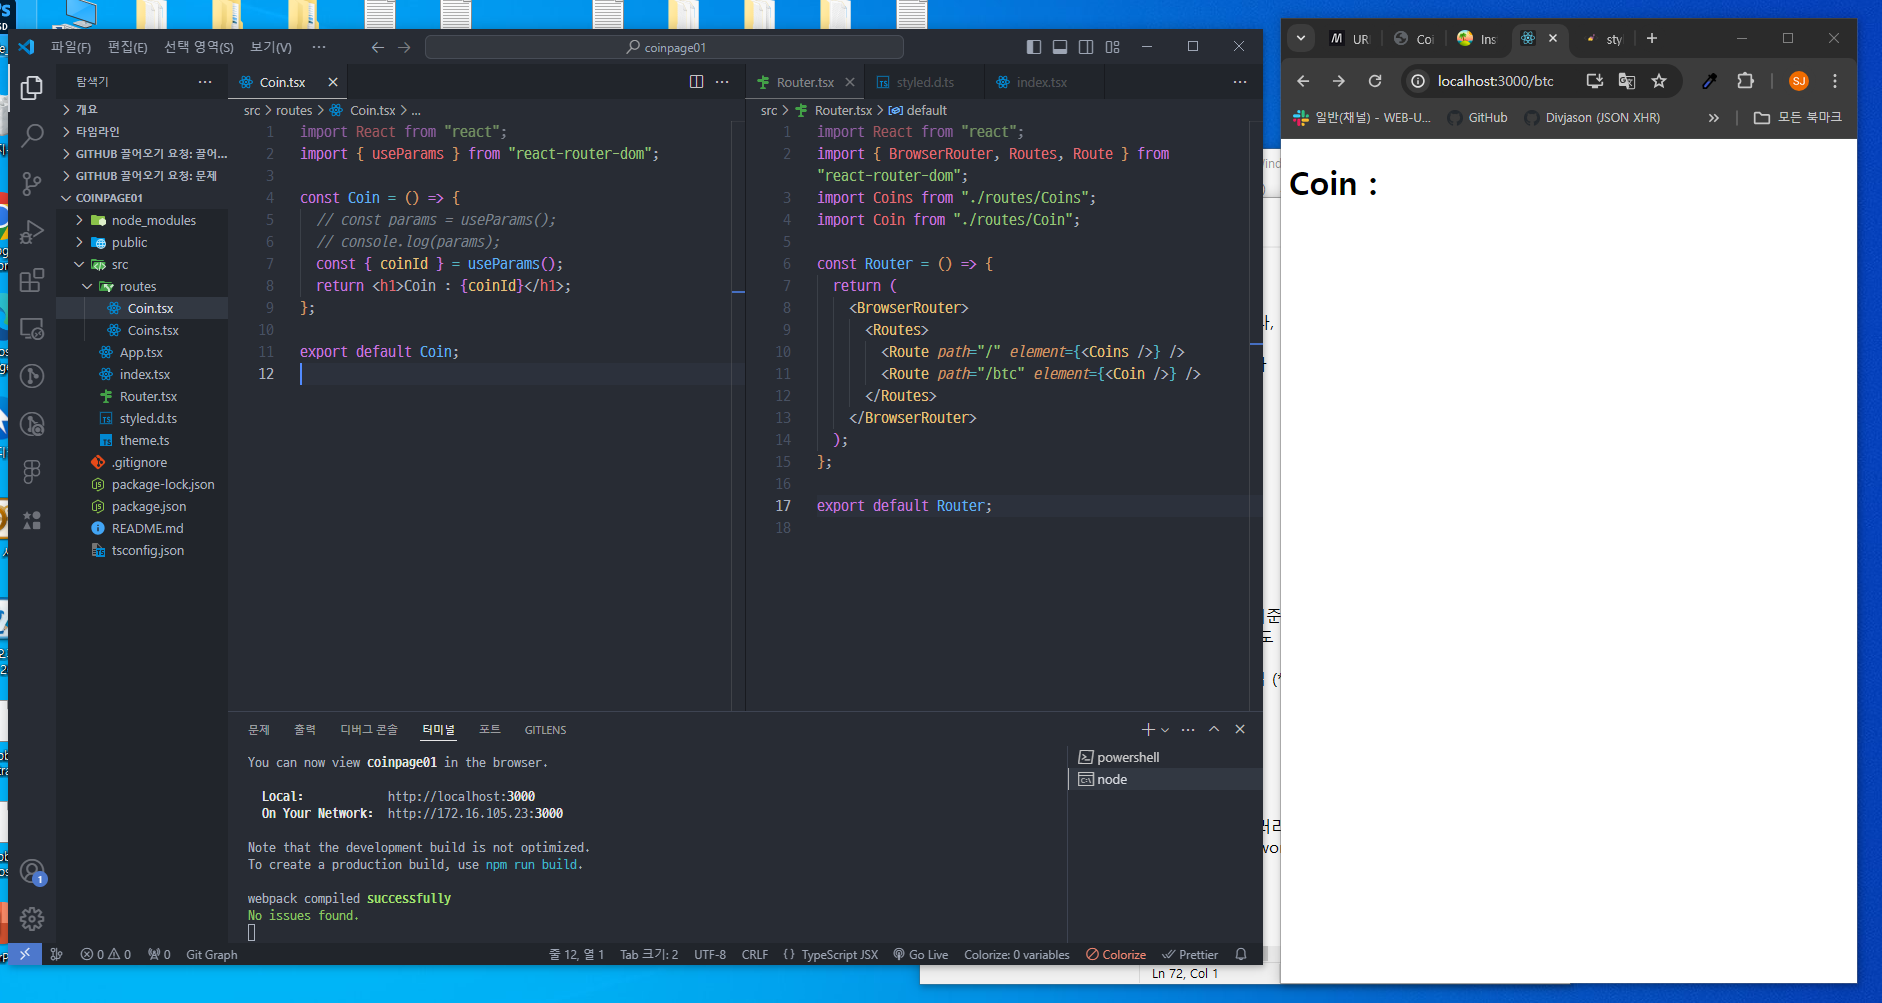 파일(F) 편집(E) 선택 영역(S) 보기(V) ···
coinpage01
탐색기 ···
개요
타임라인
GITHUB 끌어오기 요청: 끌어...
GITHUB 끌어오기 요청: 문제
COINPAGE01
node_modules
public
src
routes
Coin.tsx
Coins.tsx
App.tsx
index.tsx
Router.tsx
styled.d.ts
theme.ts
.gitignore
package-lock.json
package.json
README.md
tsconfig.json
1
Coin.tsx
src > routes > Coin.tsx > ...
1 import React from "react";
2 import { useParams } from "react-router-dom";
3
4 const Coin = () => {
5 // const params = useParams();
6 // console.log(params);
7 const { coinId } = useParams();
8 return <h1>Coin : {coinId}</h1>;
9 };
10
11 export default Coin;
12
Router.tsx styled.d.ts index.tsx ···
src > Router.tsx > default
1 import React from "react";
2 import { BrowserRouter, Routes, Route } from
"react-router-dom";
3 import Coins from "./routes/Coins";
4 import Coin from "./routes/Coin";
5
6 const Router = () => {
7 return (
8 <BrowserRouter>
9 <Routes>
10 <Route path="/" element={<Coins />} />
11 <Route path="/btc" element={<Coin />} />
12 </Routes>
13 </BrowserRouter>
14 );
15 };
16
17 export default Router;
18
문제 출력 디버그 콘솔 터미널 포트 GITLENS
You can now view coinpage01 in the browser.
Local: http://localhost:3000
On Your Network: http://172.16.105.23:3000
Note that the development build is not optimized.
To create a production build, use npm run build.
webpack compiled successfully
No issues found.
powershell
node
0 0 0 Git Graph 줄 12, 열 1 Tab 크기: 2 UTF-8 CRLF {} TypeScript JSX Go Live Colorize: 0 variables Colorize Prettier
Ln 72, Col 1
UR Coi Ins sty
localhost:3000/btc
SJ
일반(채널) - WEB-U... GitHub Divjason (JSON XHR) » 모든 북마크
Coin :